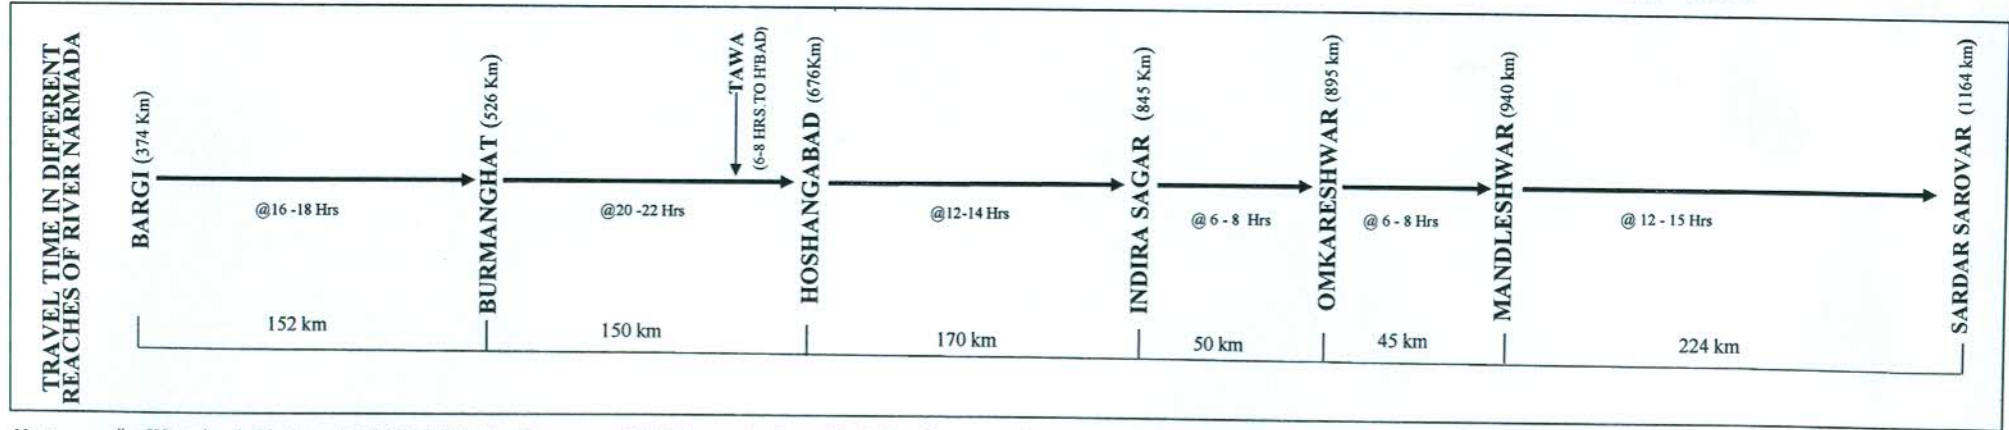 TRAVEL TIME IN DIFFERENT
REACHES OF RIVER NARMADA
BARGI (374 Km)
@16 -18 Hrs
BURMANGHAT (526 Km)
@20 -22 Hrs
TAWA
(6-8 HRS.TO H'BAD)
HOSHANGABAD (676Km)
@12-14 Hrs
INDIRA SAGAR (845 Km)
@ 6 - 8 Hrs
OMKARESHWAR (895 km)
@ 6 - 8 Hrs
MANDLESHWAR (940 km)
@ 12 - 15 Hrs
SARDAR SAROVAR (1164 km)
152 km
150 km
170 km
50 km
45 km
224 km